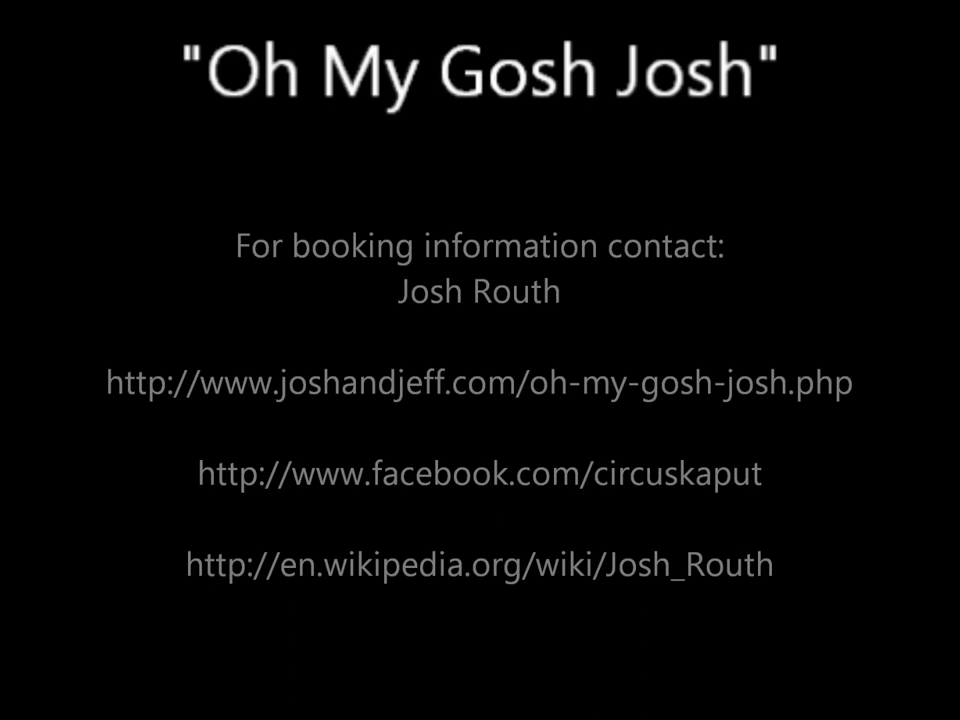 "Oh My Gosh Josh"
For booking information contact:
Josh Routh
http://www.joshandjeff.com/oh-my-gosh-josh.php
http://www.facebook.com/circuskaput
http://en.wikipedia.org/wiki/Josh_Routh